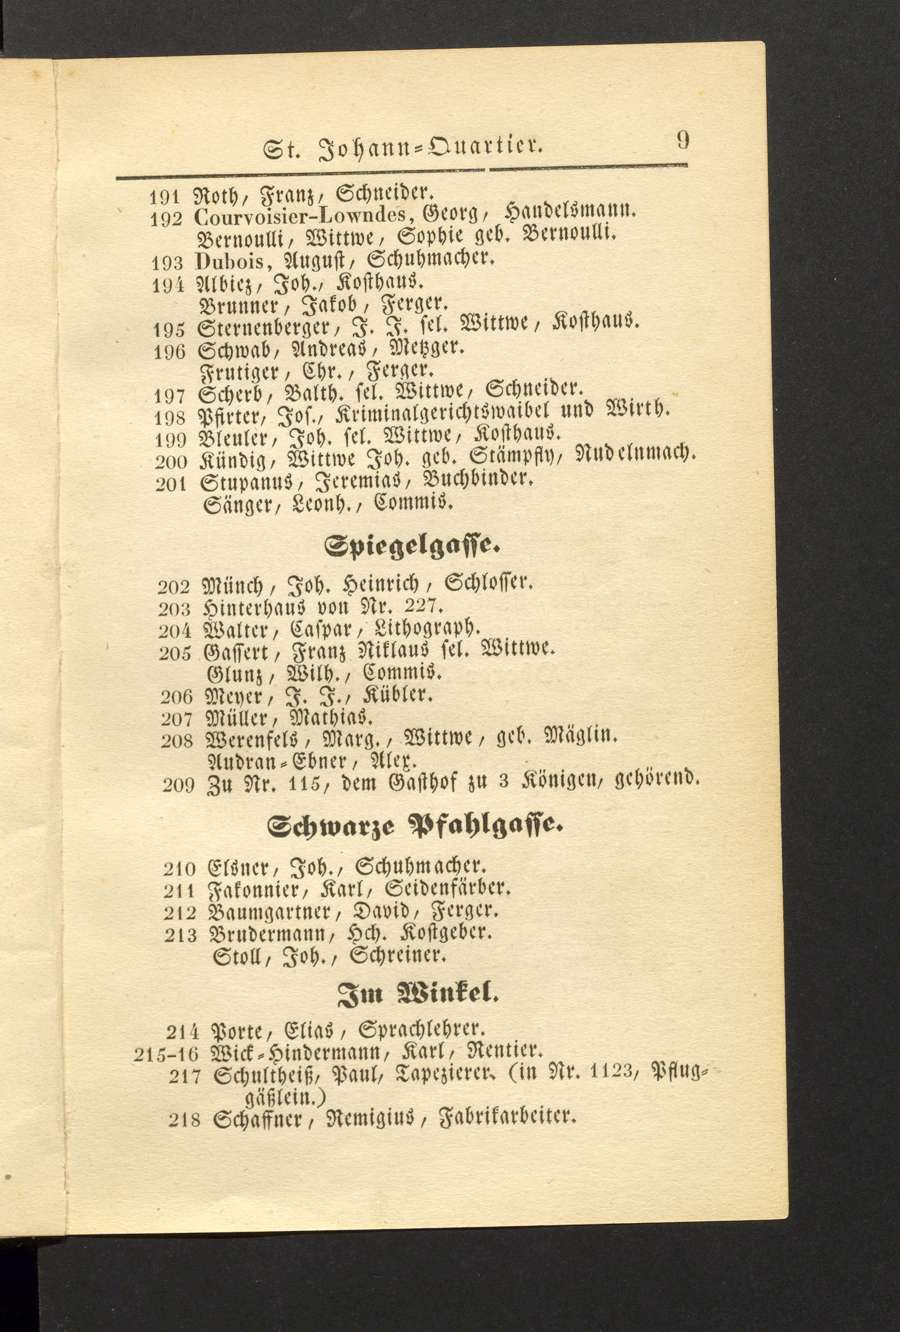 St. Johann-Quartier. 9
191 Roth, Franz, Schneider.
192 Courvoisier-Lowndes, Georg, Handelsmann.
Bernoulli, Wittwe, Sophie geb. Bernoulli.
193 Dubois, August, Schuhmacher.
194 Albiez, Joh., Kosthaus.
Brunner, Jakob, Ferger.
195 Sternenberger, J. J. sel. Wittwe, Kosthaus.
196 Schwab, Andreas, Metzger.
Frutiger, Chr., Ferger.
197 Scherb, Balth. sel. Wittwe, Schneider.
198 Pfirter, Jos., Kriminalgerichtswaibel und Wirth.
199 Bleuler, Joh. sel. Wittwe, Kosthaus.
200 Kündig, Wittwe Joh. geb. Stämpfly, Nudelnmach.
201 Stupanus, Jeremias, Buchbinder.
Sänger, Leonh., Commis.
Spiegelgasse.
202 Münch, Joh. Heinrich, Schlosser.
203 Hinterhaus von Nr. 227.
204 Walter, Caspar, Lithograph.
205 Gassert, Franz Niklaus sel. Wittwe.
Glunz, Wilh., Commis.
206 Meyer, J. J., Kübler.
207 Müller, Mathias.
208 Werenfels, Marg., Wittwe, geb. Mäglin.
Audran-Ebner, Alex.
209 Zu Nr. 115, dem Gasthof zu 3 Königen, gehörend.
Schwarze Pfahlgasse.
210 Elsner, Joh., Schuhmacher.
211 Fakonnier, Karl, Seidenfärber.
212 Baumgartner, David, Ferger.
213 Brudermann, Hch. Kostgeber.
Stoll, Joh., Schreiner.
Im Winkel.
214 Porte, Elias, Sprachlehrer.
215-16 Wick-Hindermann, Karl, Rentier.
217 Schultheiß, Paul, Tapezierer. (in Nr. 1123, Pflug-
gäßlein.)
218 Schaffner, Remigius, Fabrikarbeiter.